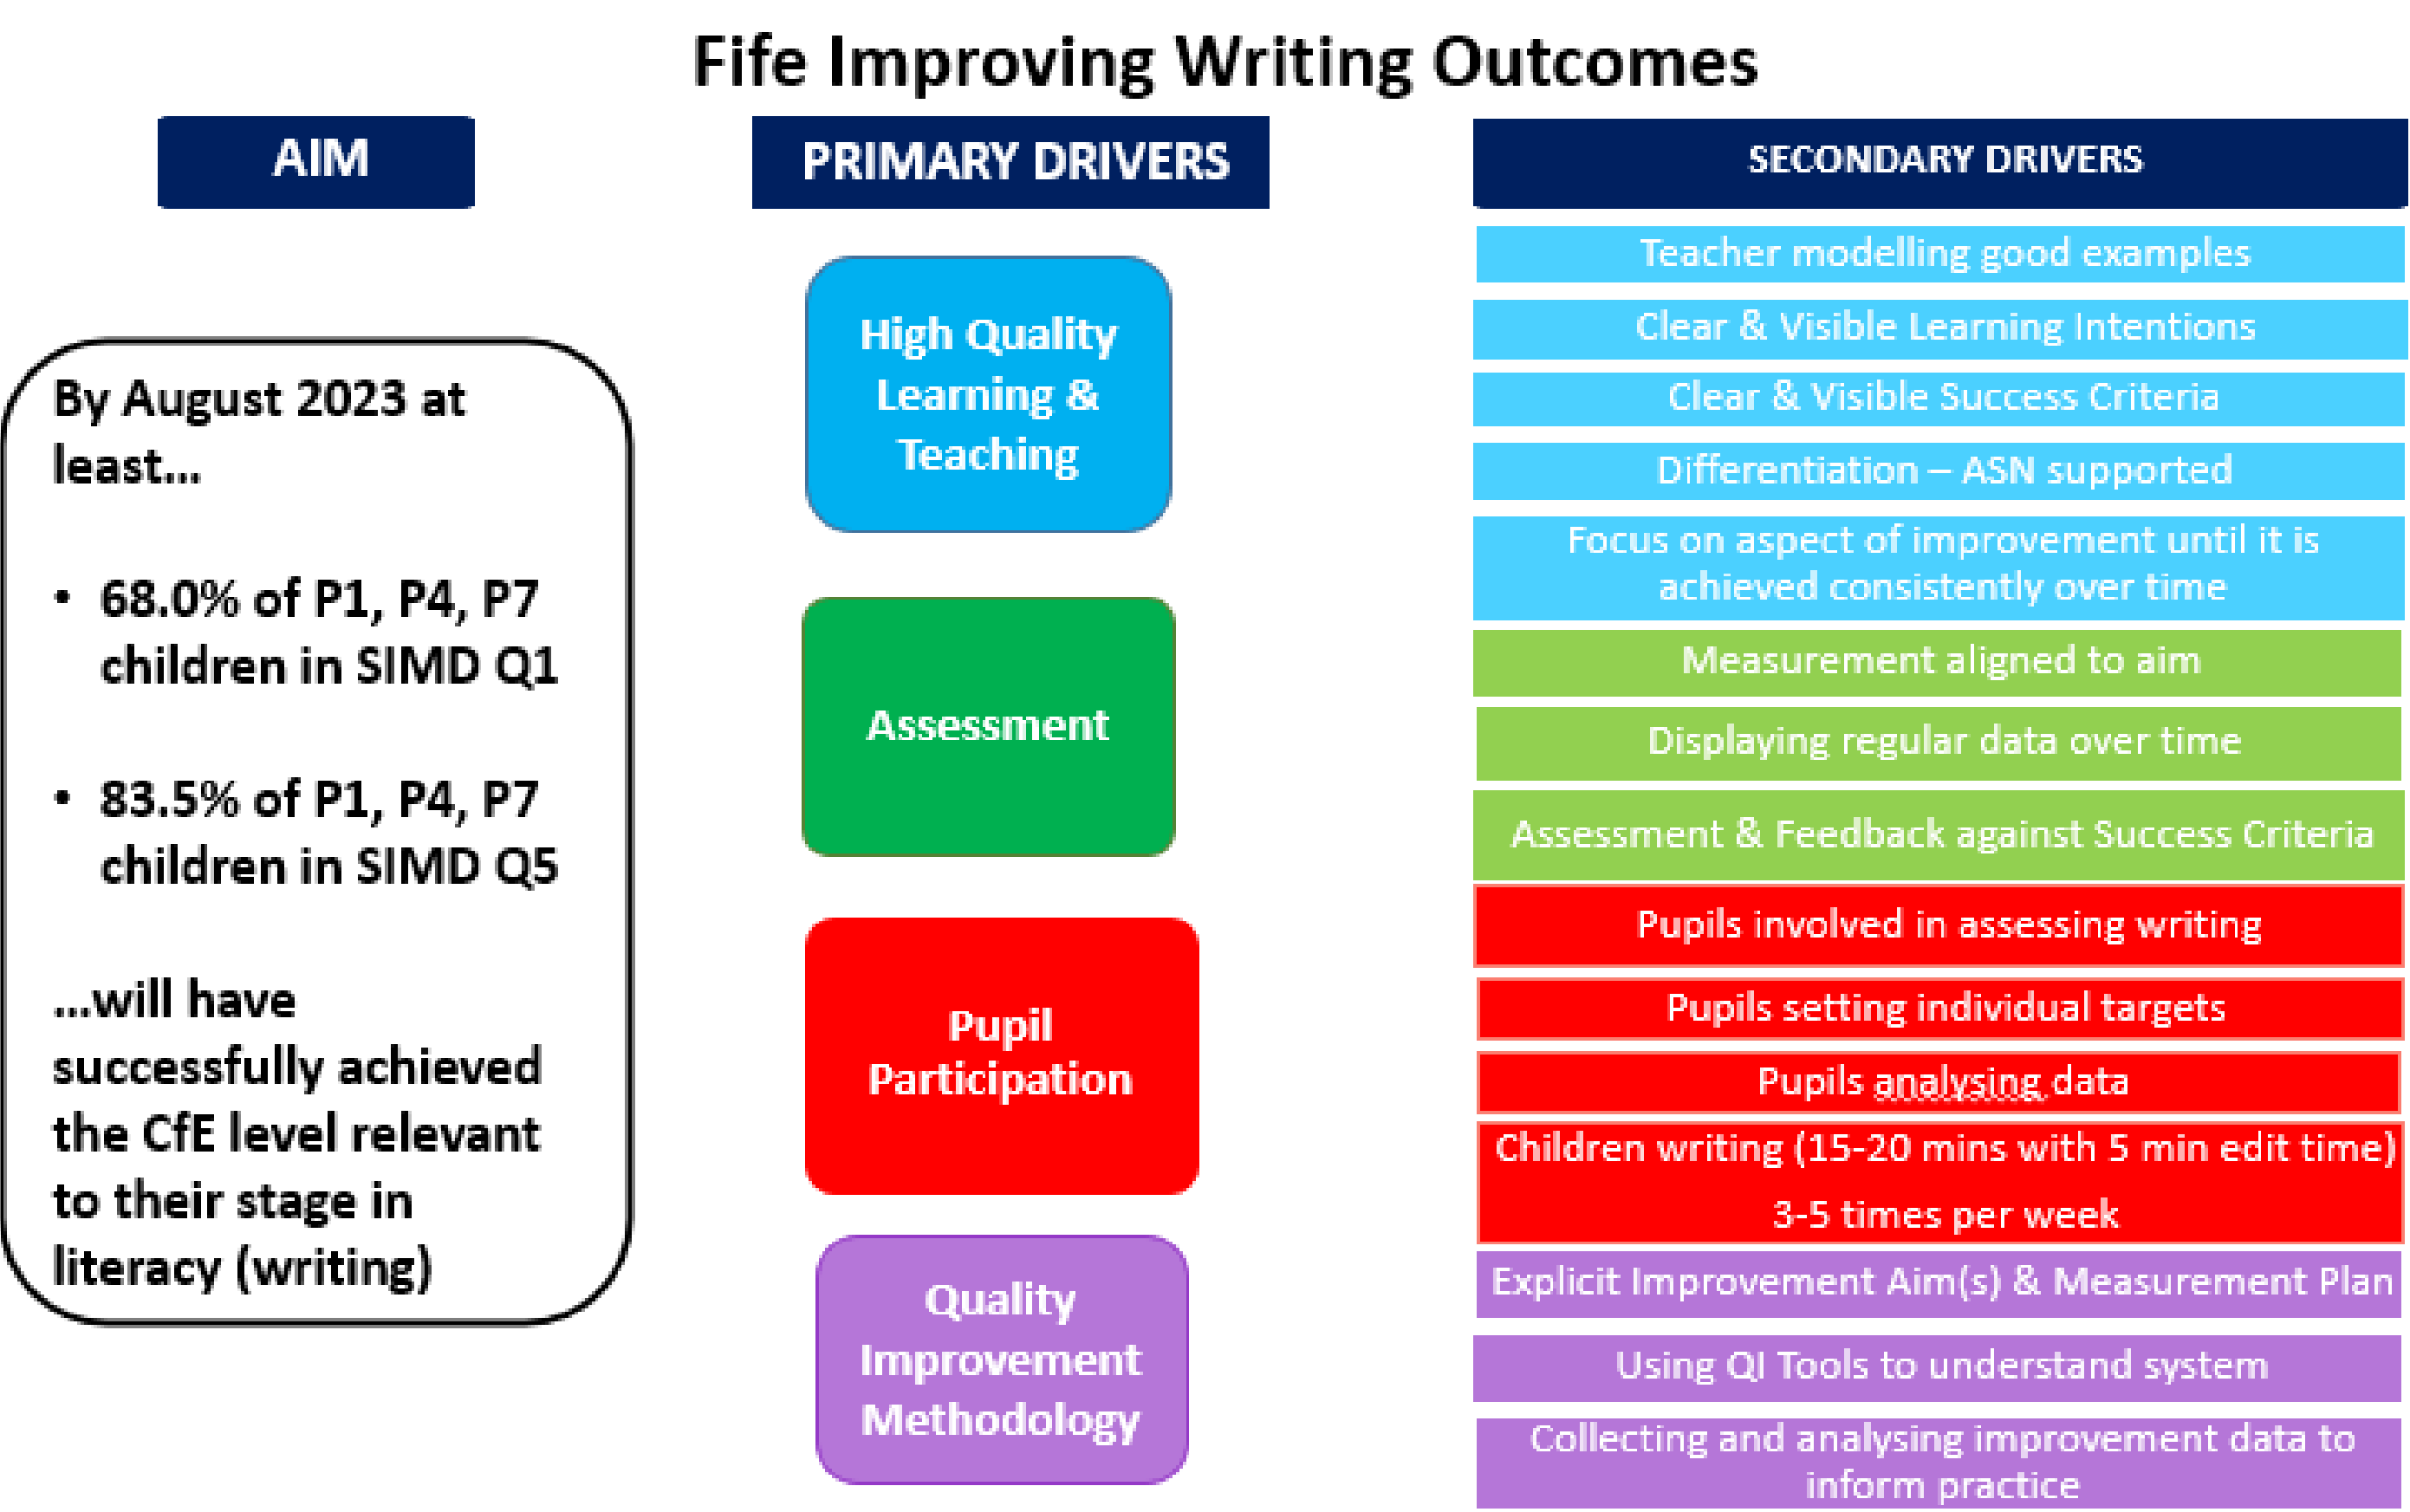 Fife Improving Writing Outcomes
AIM
By August 2023 at
least...
• 68.0% of P1, P4, P7
children in SIMD Q1
• 83.5% of P1, P4, P7
children in SIMD Q5
...will have
successfully achieved
the CfE level relevant
to their stage in
literacy (writing)
PRIMARY DRIVERS
High Quality
Learning &
Teaching
Assessment
Pupil
Participation
Quality
Improvement
Methodology
SECONDARY DRIVERS
Teacher modelling good examples
Clear & Visible Learning Intentions
Clear & Visible Success Criteria
Differentiation – ASN supported
Focus on aspect of improvement until it is
achieved consistently over time
Measurement aligned to aim
Displaying regular data over time
Assessment & Feedback against Success Criteria
Pupils involved in assessing writing
Pupils setting individual targets
Pupils analysing data
Children writing (15-20 mins with 5 min edit time)
3-5 times per week
Explicit Improvement Aim(s) & Measurement Plan
Using QI Tools to understand system
Collecting and analysing improvement data to
inform practice